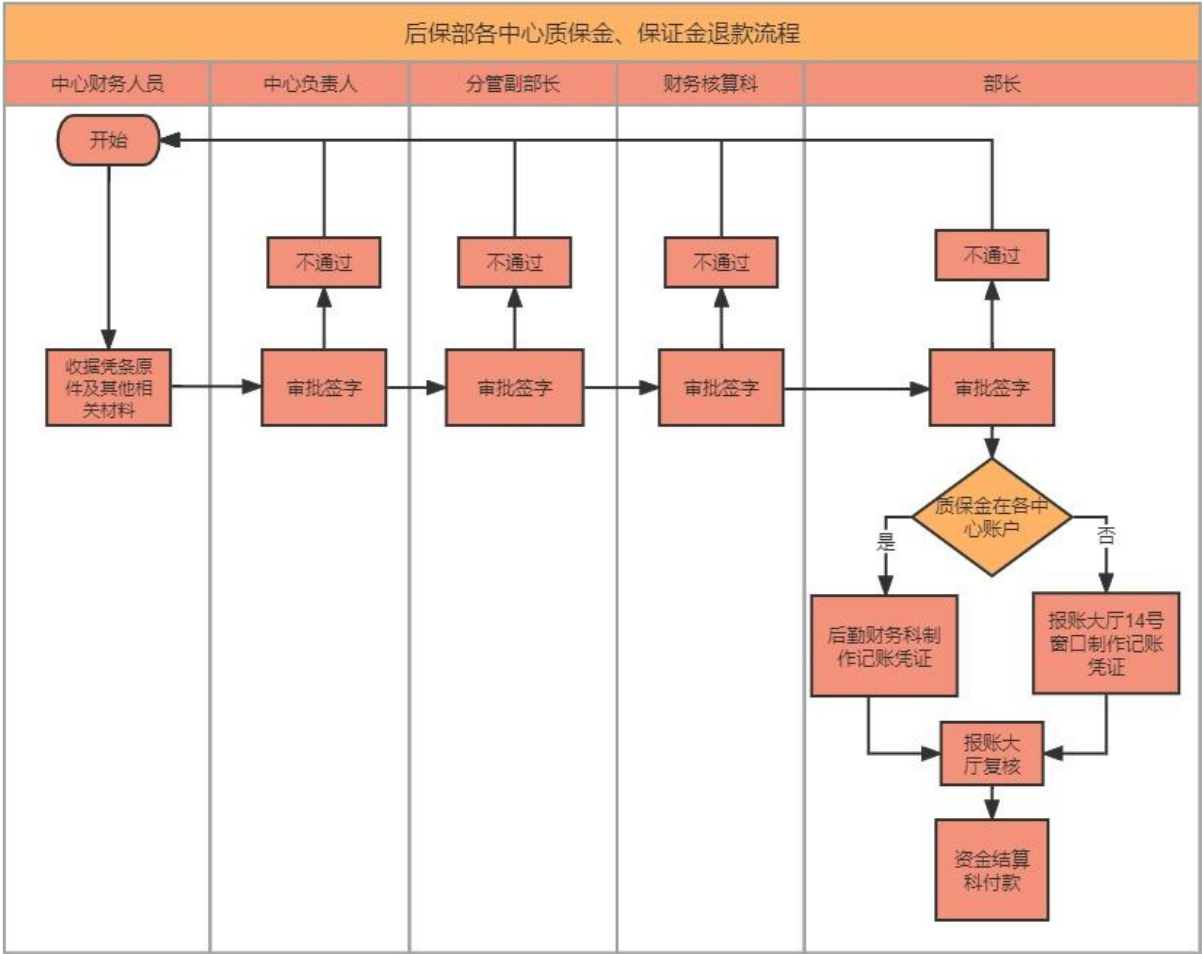 后保部各中心质保金、保证金退款流程
中心财务人员
中心负责人
分管副部长
财务核算科
部长
开始
不通过
不通过
不通过
不通过
收据凭条原
件及其他相
关材料
审批签字
审批签字
审批签字
审批签字
质保金在各中
心账户
是
否
后勤财务科制
作记账凭证
报账大厅14号
窗口制作记账
凭证
报账大
厅复核
资金结算
科付款